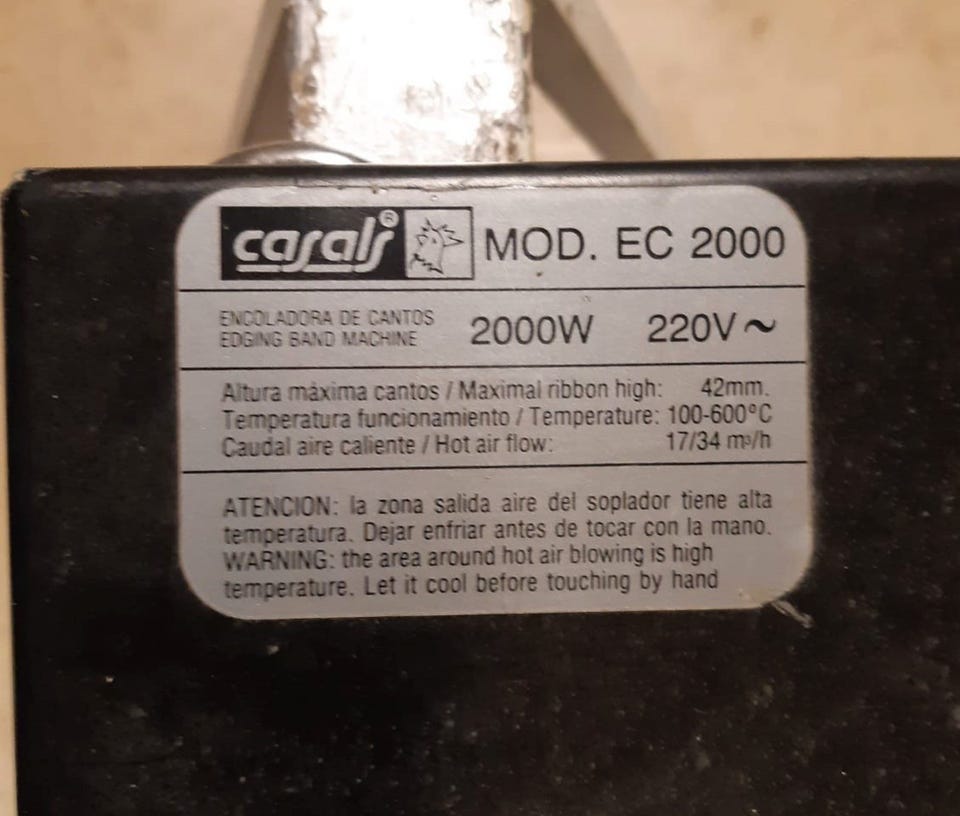 casals® MOD. EC 2000
ENCOLADORA DE CANTOS
EDGING BAND MACHINE
2000W 220V ~
Altura máxima cantos / Maximal ribbon high: 42mm.
Temperatura funcionamiento / Temperature: 100-600ºC
Caudal aire caliente / Hot air flow: 17/34 m³/h
ATENCION: la zona salida aire del soplador tiene alta
temperatura. Dejar enfriar antes de tocar con la mano.
WARNING: the area around hot air blowing is high
temperature. Let it cool before touching by hand